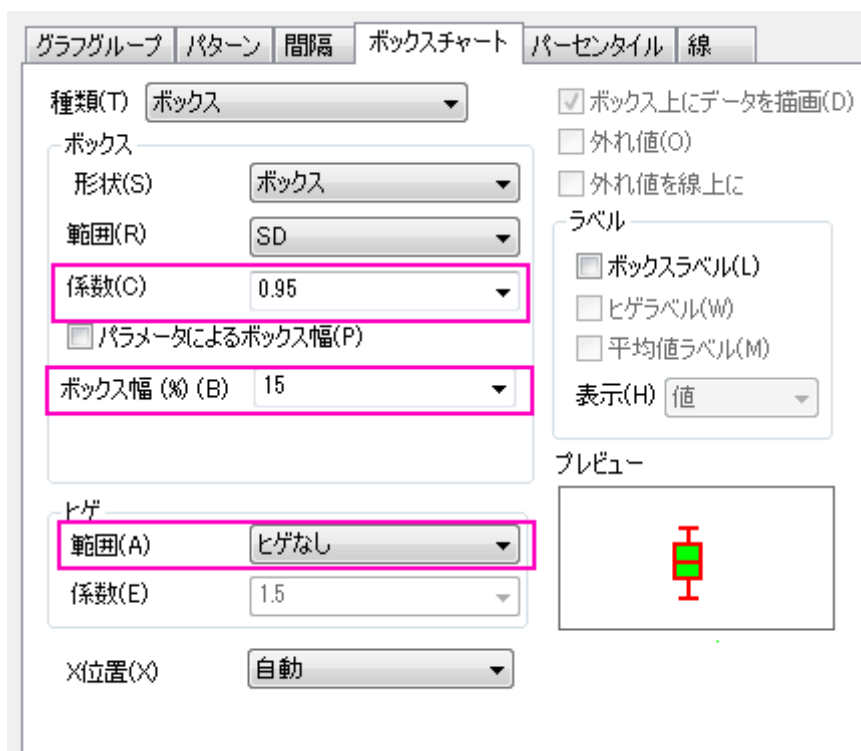 グラフグループ パターン 間隔 ボックスチャート パーセンタイル 線
種類(T) ボックス
ボックス
形状(S) ボックス
範囲(R) SD
係数(C) 0.95
パラメータによるボックス幅(P)
ボックス幅 (%) (B) 15
ヒゲ
範囲(A) ヒゲなし
係数(E) 1.5
X位置(X) 自動
ボックス上にデータを描画(D)
外れ値(O)
外れ値を線上に
ラベル
ボックスラベル(L)
ヒゲラベル(W)
平均値ラベル(M)
表示(H) 値
プレビュー